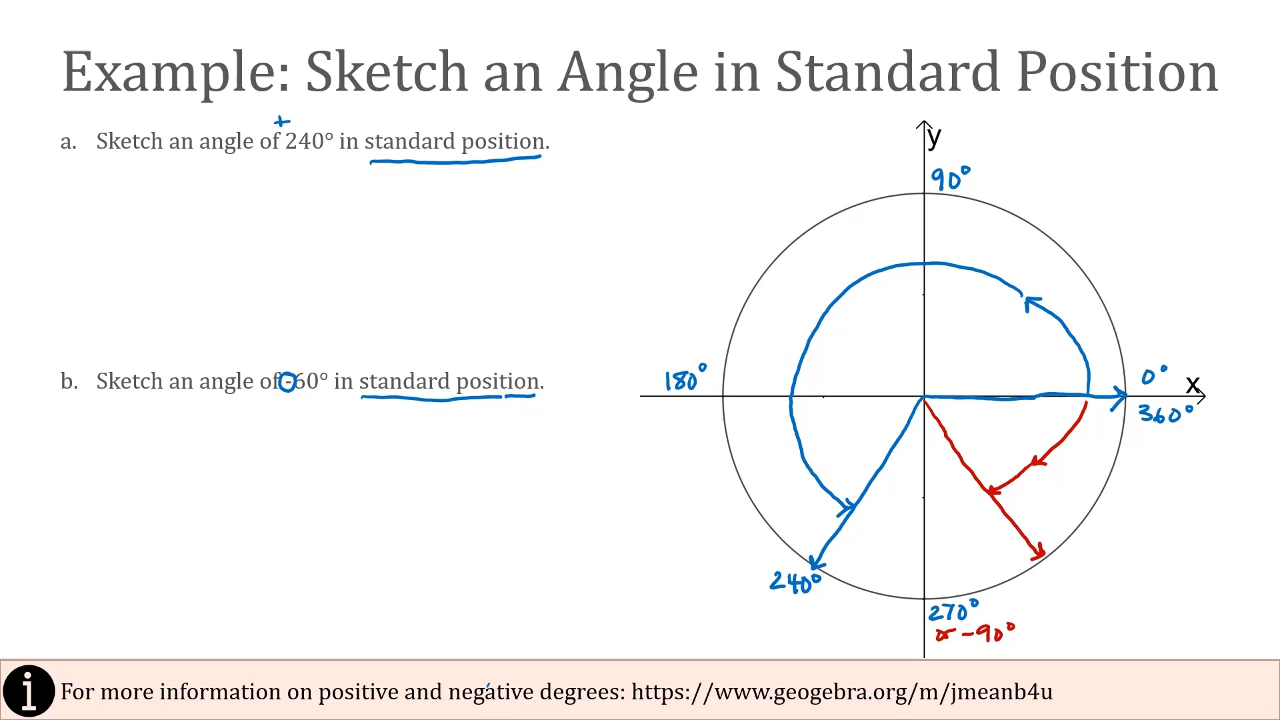 Example: Sketch an Angle in Standard Position
+
a. Sketch an angle of 240° in standard position.
b. Sketch an angle of -60° in standard position.
y
90°
180°
0°
x
360°
240°
270°
or -90°
i
For more information on positive and negative degrees: https://www.geogebra.org/m/jmeanb4u